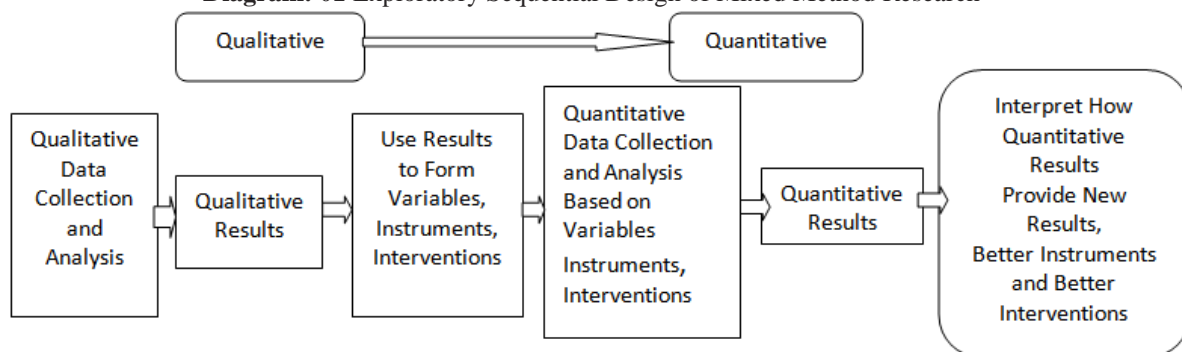 Diagram: 01 Exploratory Sequential Design of Mixed Method Research
Qualitative
Quantitative
Qualitative
Data
Collection
and
Analysis
Qualitative
Results
Use Results
to Form
Variables,
Instruments,
Interventions
Quantitative
Data Collection
and Analysis
Based on
Variables
Instruments,
Interventions
Quantitative
Results
Interpret How
Quantitative
Results
Provide New
Results,
Better Instruments
and Better
Interventions